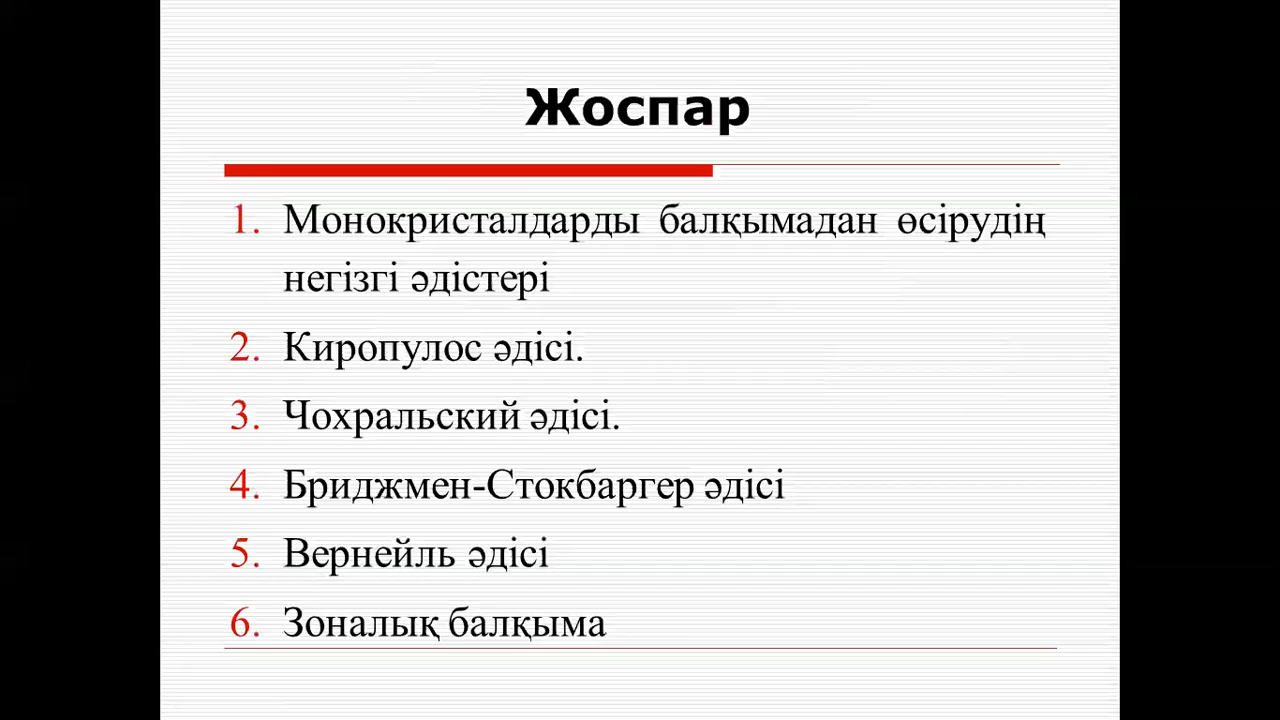 Жоспар
1. Монокристалдарды балқымадан өсірудің
негізгі әдістері
2. Киропулос әдісі.
3. Чохральский әдісі.
4. Бриджмен-Стокбаргер әдісі
5. Вернейль әдісі
6. Зоналық балқыма